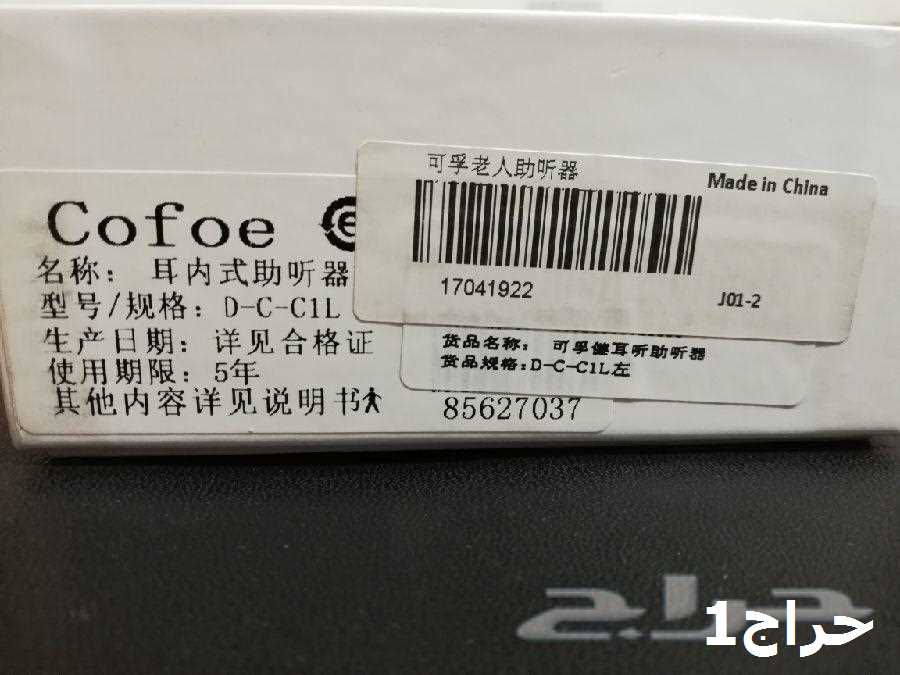 Cofoe
名称: 耳内式助听器
型号/规格: D-C-C1L
生产日期: 详见合格证
使用期限: 5年
其他内容详见说明书
可孚老人助听器
Made in China
17041922
J01-2
货品名称: 可孚健耳听助听器
货品规格:D-C-C1L左
85627037
حراج
حراج1